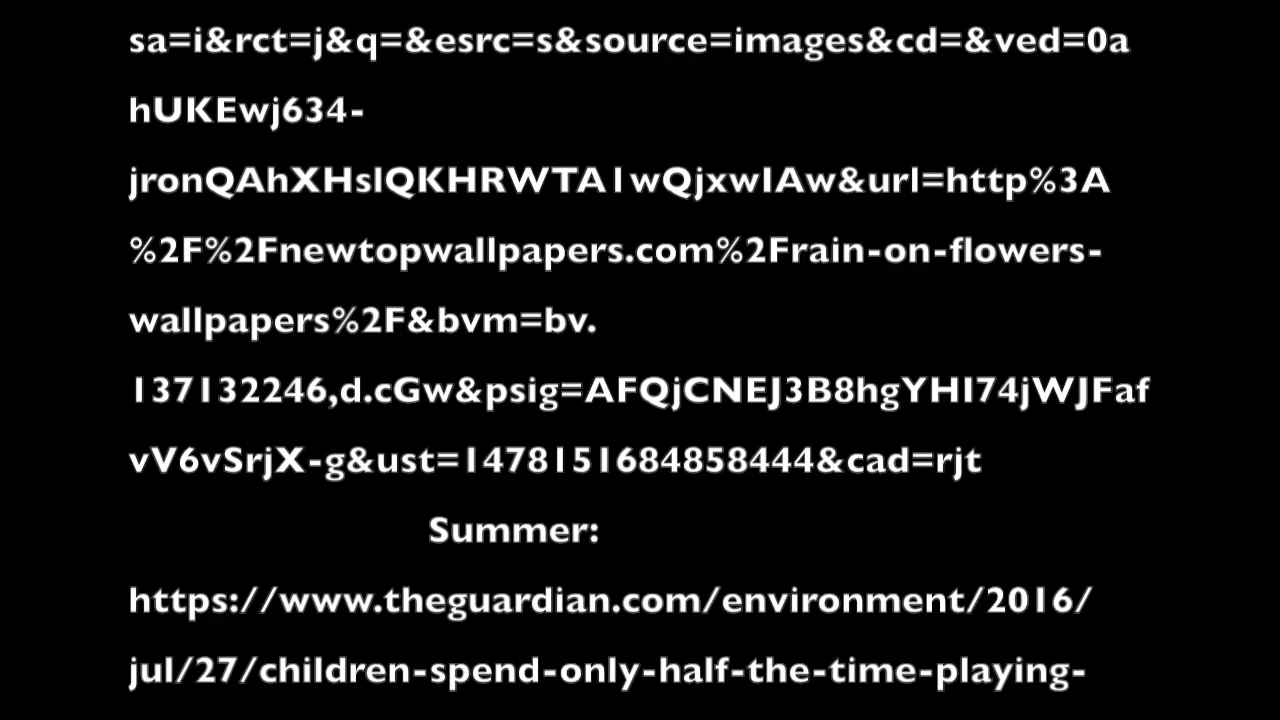 sa=i&rct=j&q=&esrc=s&source=images&cd=&ved=0a
hUKEwj634-
jronQAhXHslQKHRWTA1wQjxwIAw&url=http%3A
%2F%2Fnewtopwallpapers.com%2Frain-on-flowers-
wallpapers%2F&bvm=bv.
137132246,d.cGw&psig=AFQjCNEJ3B8hgYHI74jWJFaf
vV6vSrjX-g&ust=1478151684858444&cad=rjt
Summer:
https://www.theguardian.com/environment/2016/
jul/27/children-spend-only-half-the-time-playing-